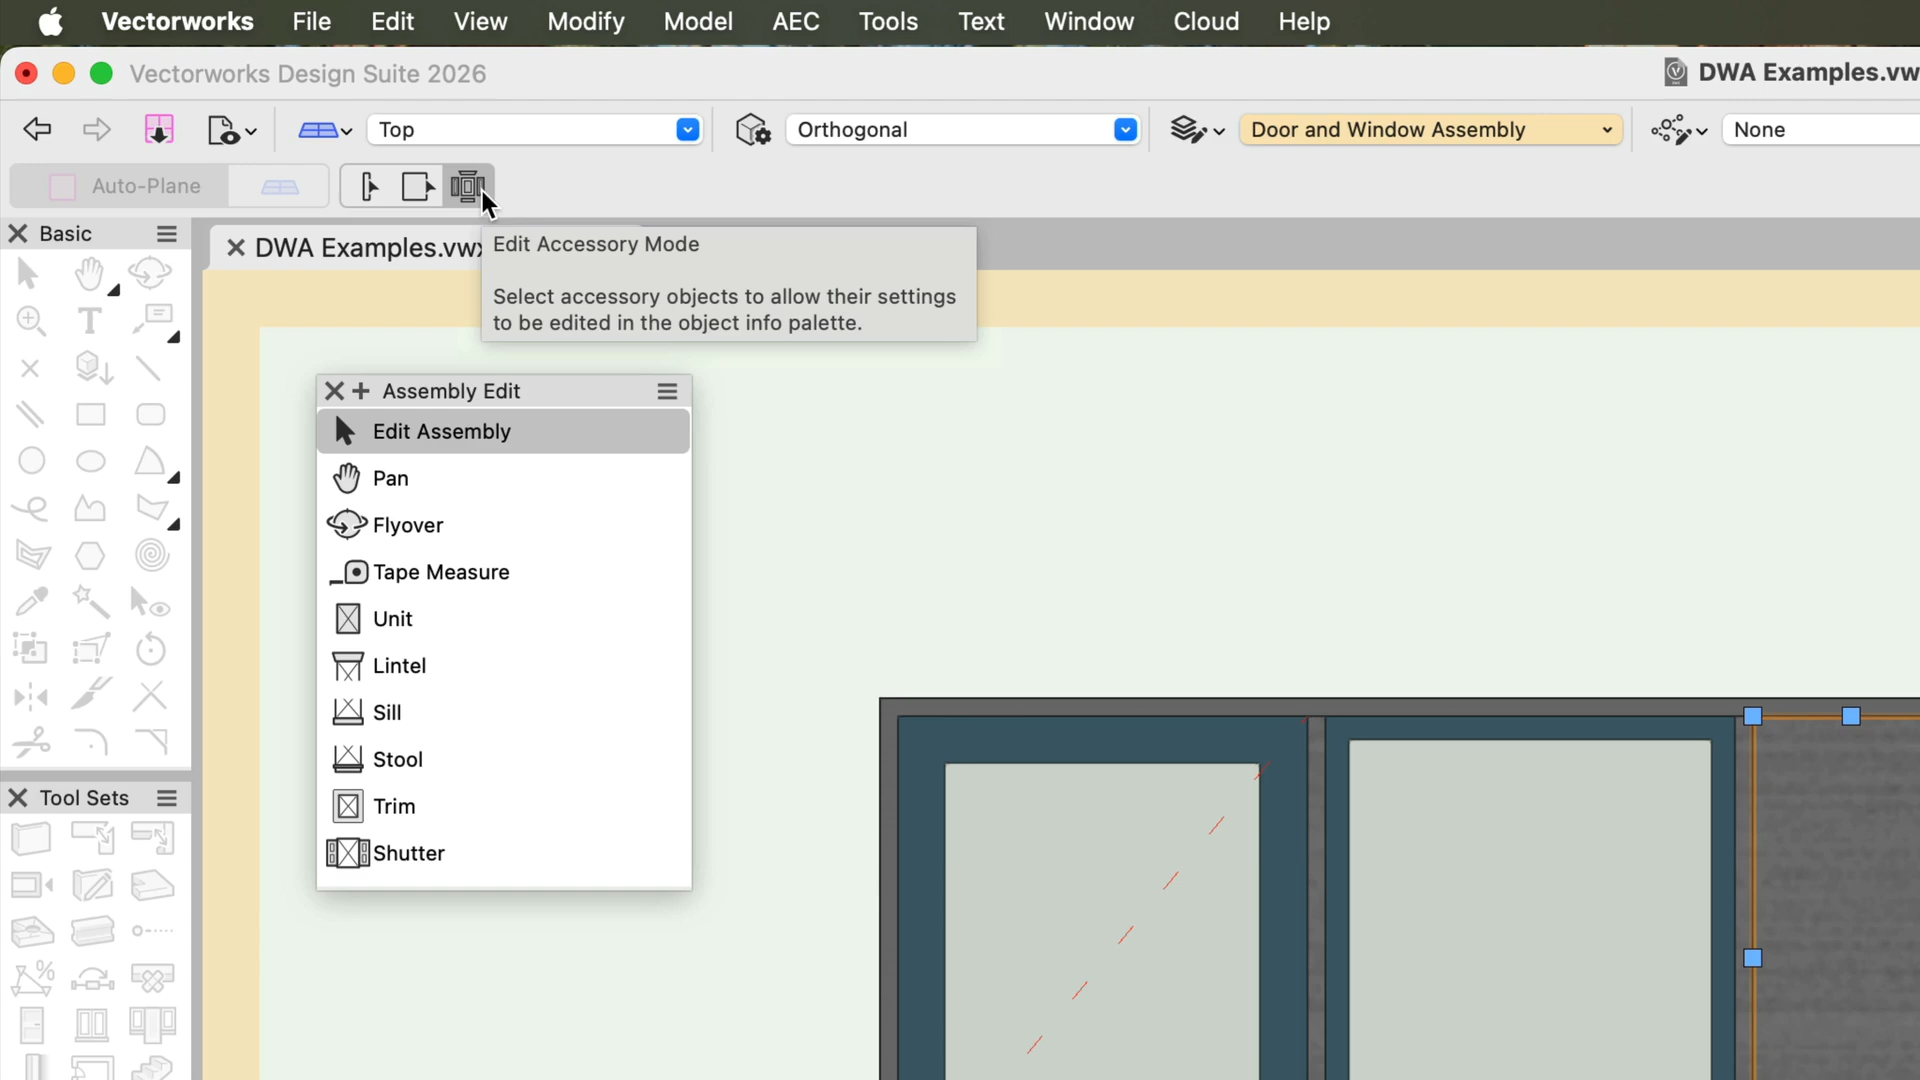 Vectorworks File Edit View Modify Model AEC Tools Text Window Cloud Help
Vectorworks Design Suite 2026
DWA Examples.vw
Top
Orthogonal
Door and Window Assembly
None
Auto-Plane
Basic
DWA Examples.vwx
Edit Accessory Mode
Select accessory objects to allow their settings
to be edited in the object info palette.
Assembly Edit
Edit Assembly
Pan
Flyover
Tape Measure
Unit
Lintel
Sill
Stool
Trim
Shutter
Tool Sets